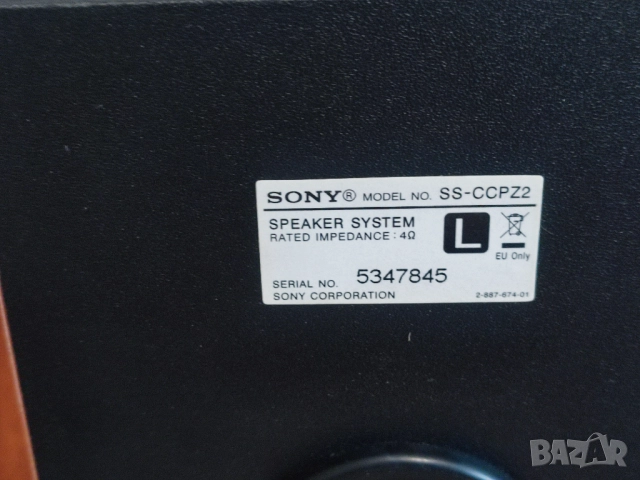 SONY® MODEL NO. SS-CCPZ2
SPEAKER SYSTEM
RATED IMPEDANCE: 4Ω
L
EU Only
SERIAL NO. 5347845
SONY CORPORATION
2-887-674-01
BAZAR.bg